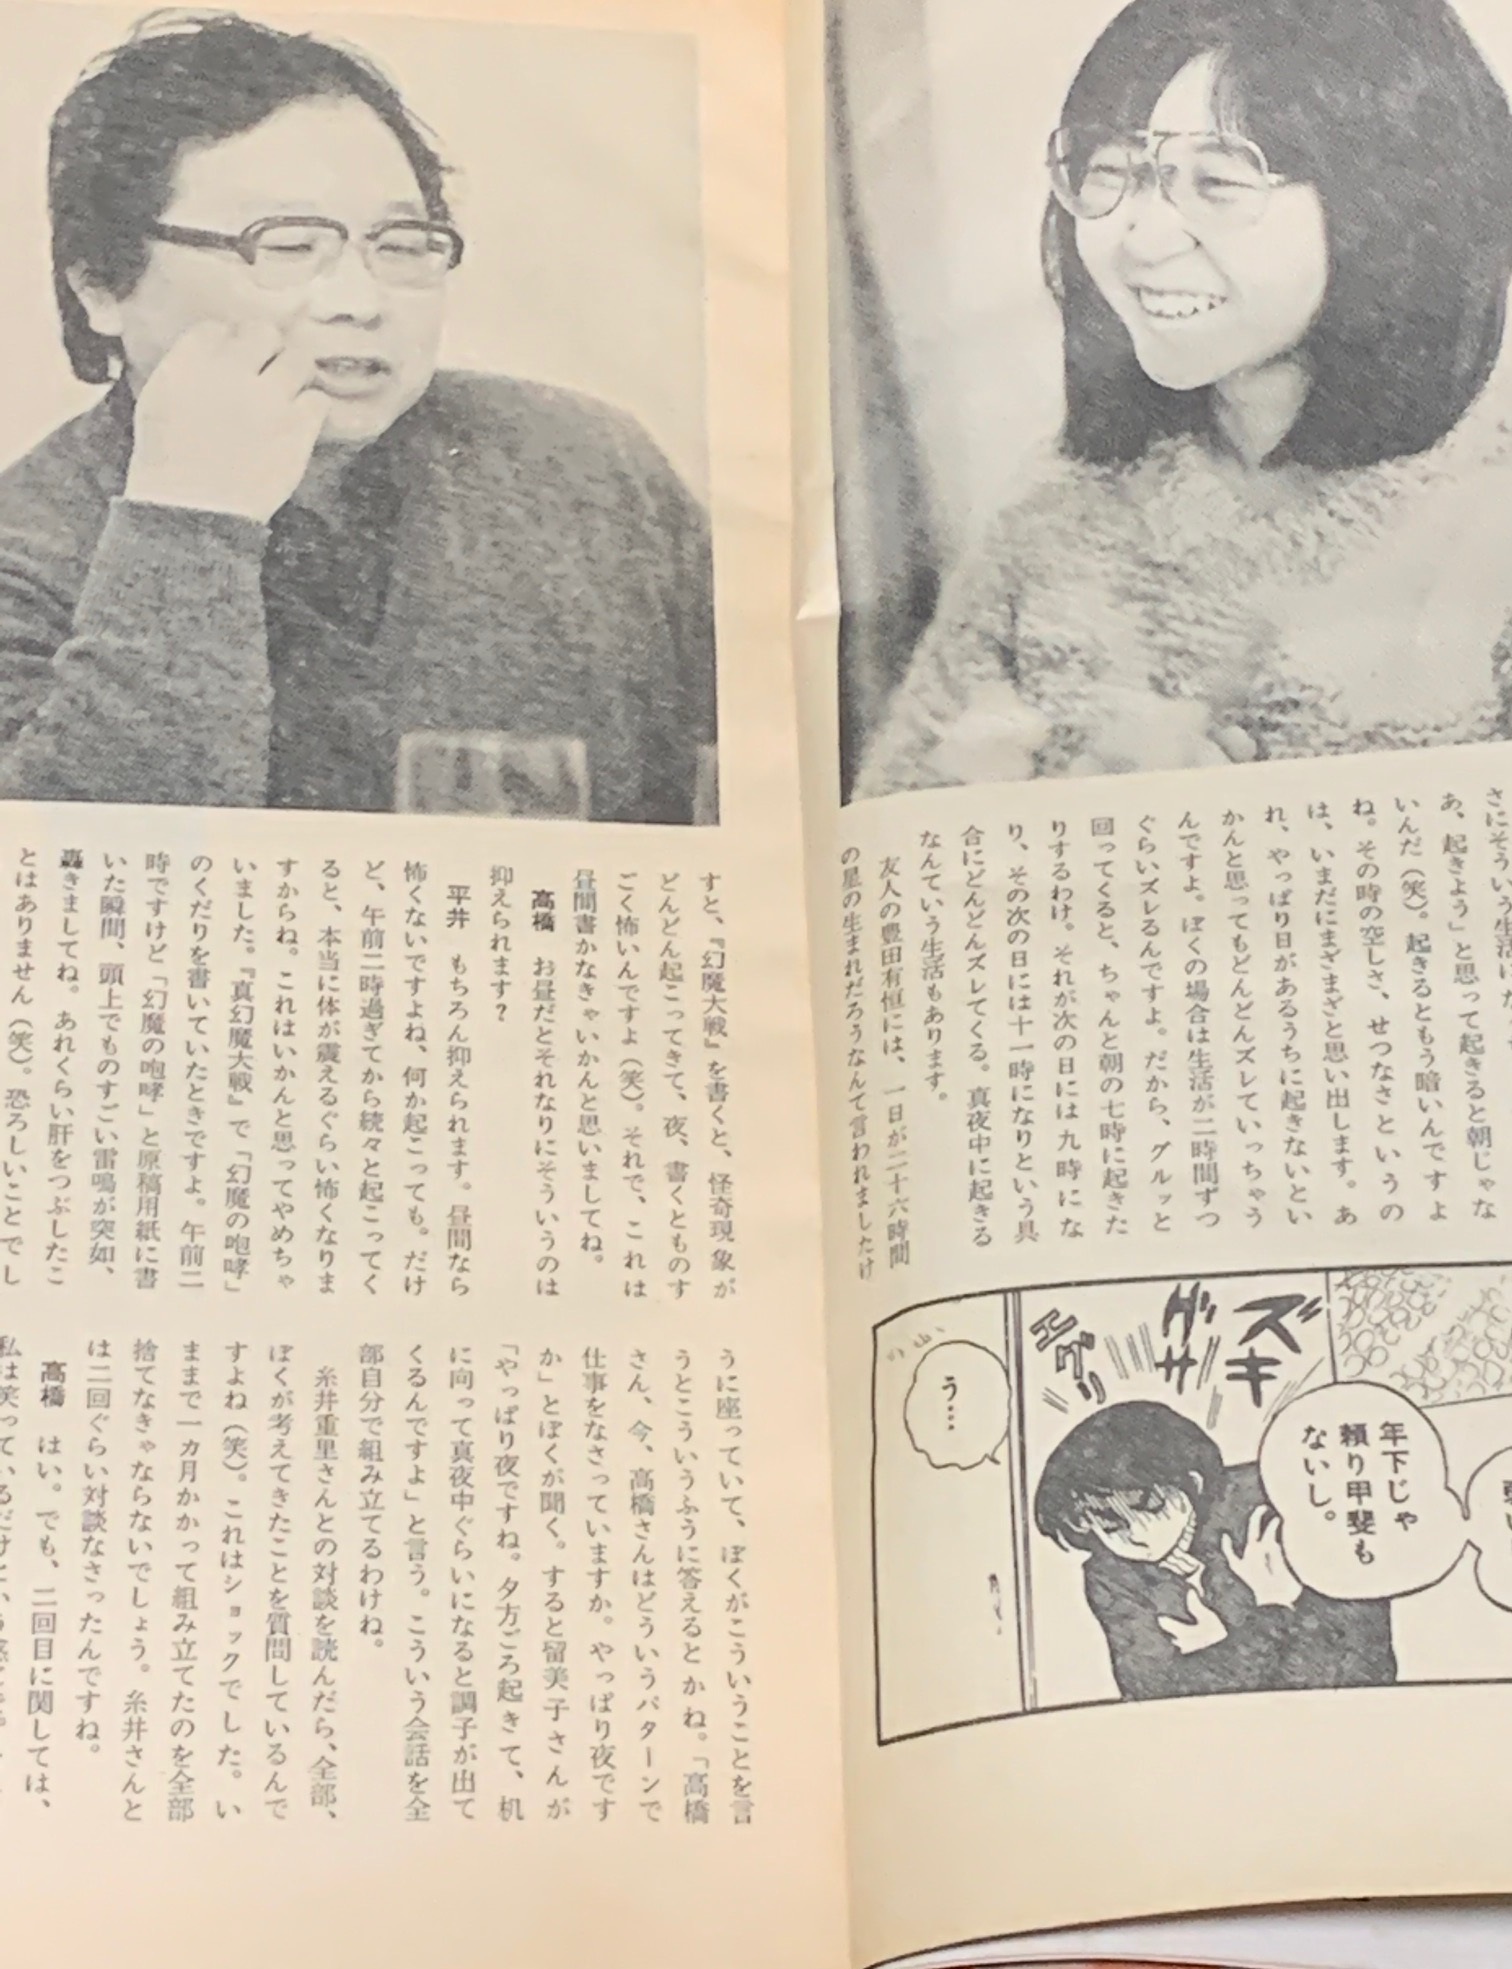 あ、起きよう」と思って起きると朝じゃな
いんだ(笑)。起きるともう暗いんですよ
ね。その時の空しさ、せつなさというの
は、いまだにまざまざと思い出します。あ
れ、やっぱり日があるうちに起きないとい
かんと思ってもどんどんズレていっちゃう
んですよ。ぼくの場合は生活が二時間ずつ
ぐらいズレるんですよ。だから、グルッと
回ってくると、ちゃんと朝の七時に起きた
りするわけ。それが次の日には九時にな
り、その次の日には十一時になりという具
合にどんどんズレてくる。真夜中に起きる
なんていう生活もあります。
友人の豊田有恒には、一日が二十六時間
の星の生まれだろうなんて言われましたけ
年下じゃ
頼り甲斐も
ないし。
ズキ
グサ
エグッ
う…
すと、『幻魔大戦』を書くと、怪奇現象が
どんどん起こってきて、夜、書くとものす
ごく怖いんですよ(笑)。それで、これは
昼間書かなきゃいかんと思いましてね。
高橋 お昼だとそれなりにそういうのは
抑えられます?
平井 もちろん抑えられます。昼間なら
怖くないですよね、何か起こっても。だけ
ど、午前二時過ぎてから続々と起こってく
ると、本当に体が震えるぐらい怖くなりま
すからね。これはいかんと思ってやめちゃ
いました。『真幻魔大戦』で「幻魔の咆哮」
のくだりを書いていたときですよ。午前二
時ですけど「幻魔の咆哮」と原稿用紙に書
いた瞬間、頭上でものすごい雷鳴が突如、
轟きましてね。あれくらい肝をつぶしたこ
とはありません(笑)。恐ろしいことでし
うに座っていて、ぼくがこういうことを言
うとこういうふうに答えるとかね。「高橋
さん、今、高橋さんはどういうパターンで
仕事をなさっていますか。やっぱり夜です
か」とぼくが聞く。すると留美子さんが
「やっぱり夜ですね。夕方ごろ起きて、机
に向って真夜中ぐらいになると調子が出て
くるんですよ」と言う。こういう会話を全
部自分で組み立てるわけね。
糸井重里さんとの対談を読んだら、全部、
ぼくが考えてきたことを質問しているんで
すよね(笑)。これはショックでした。い
ままで一カ月かかって組み立てたのを全部
捨てなきゃならないでしょう。糸井さんと
は二回ぐらい対談なさったんですね。
高橋 はい。でも、二回目に関しては、